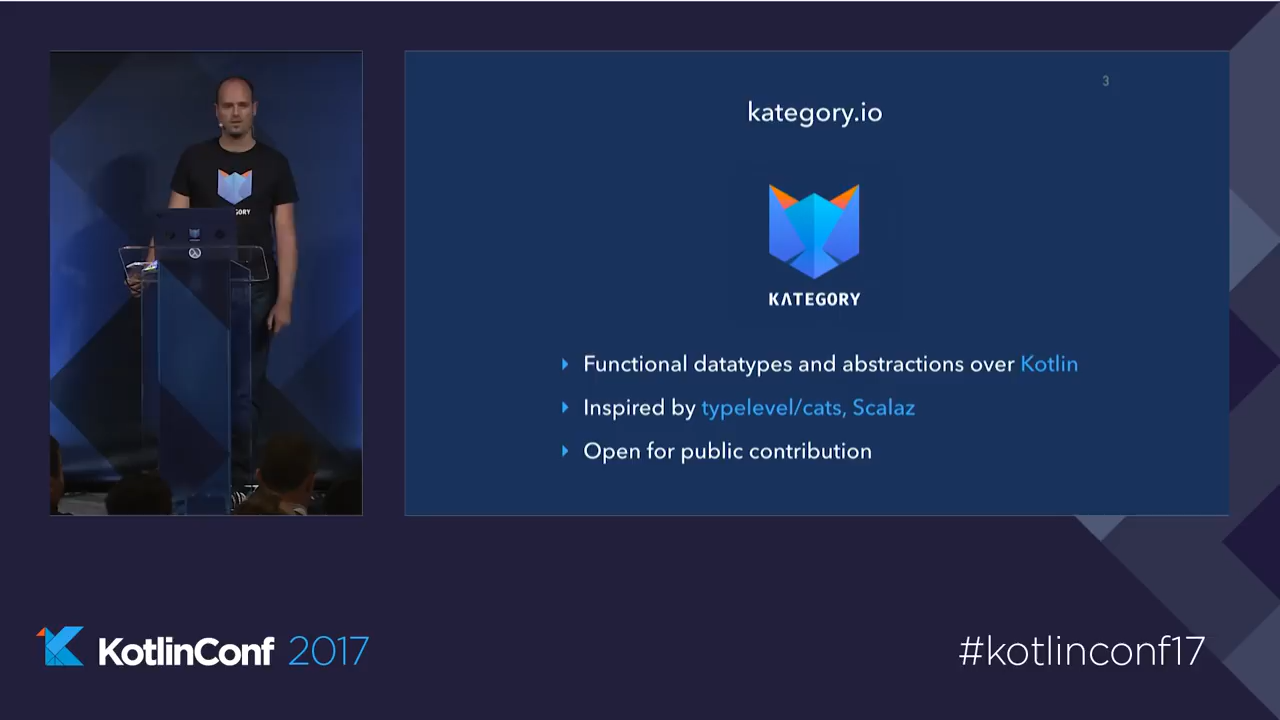 3
kategory.io
KATEGORY
Functional datatypes and abstractions over Kotlin
Inspired by typelevel/cats, Scalaz
Open for public contribution
KotlinConf 2017
#kotlinconf17